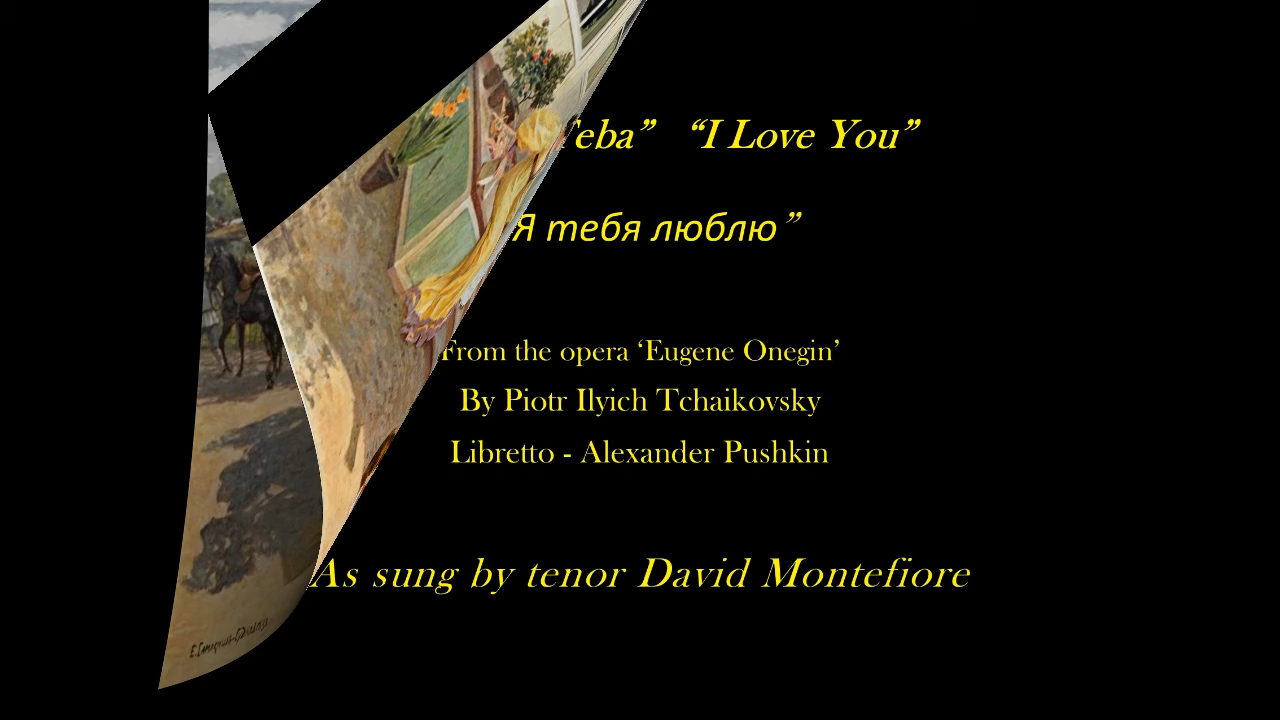 “I Love You”
Я тебя люблю”
From the opera ‘Eugene Onegin’
By Piotr Ilyich Tchaikovsky
Libretto - Alexander Pushkin
As sung by tenor David Montefiore